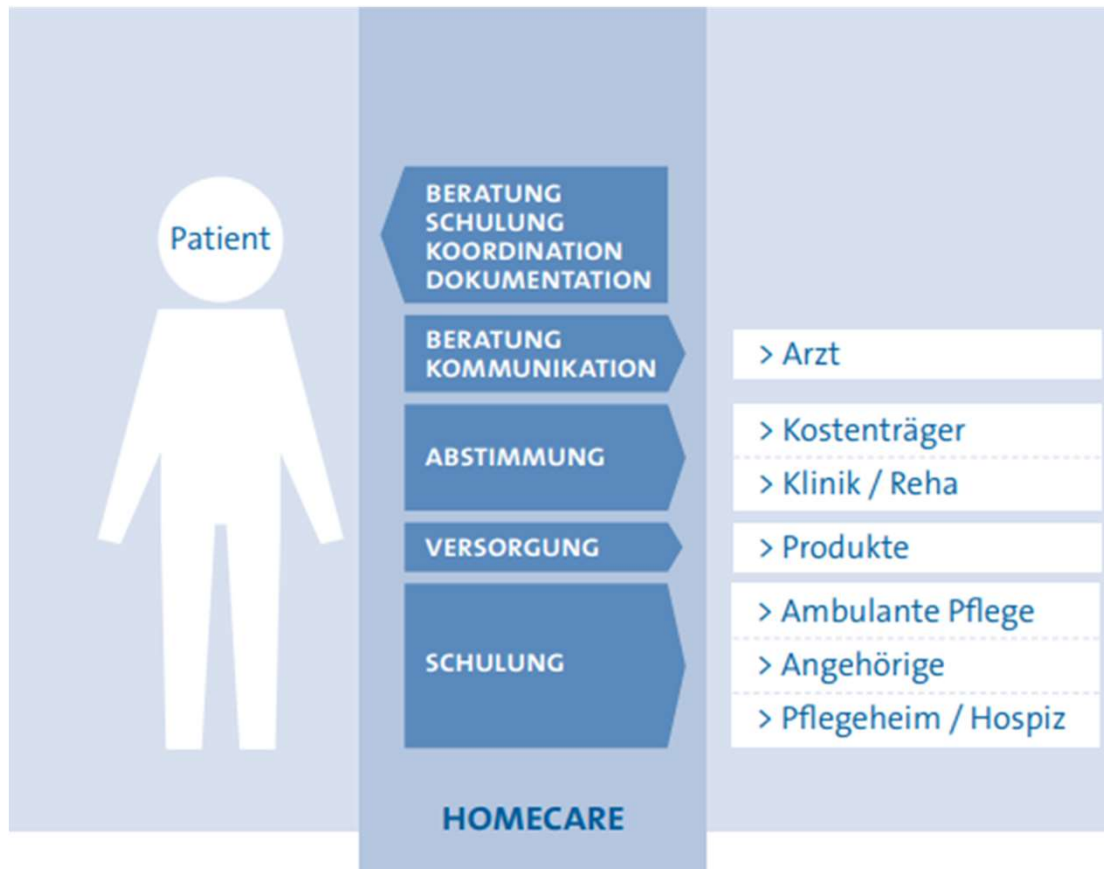 Patient
BERATUNG
SCHULUNG
KOORDINATION
DOKUMENTATION
BERATUNG
KOMMUNIKATION
> Arzt
ABSTIMMUNG
> Kostenträger
> Klinik / Reha
VERSORGUNG
> Produkte
SCHULUNG
> Ambulante Pflege
> Angehörige
> Pflegeheim / Hospiz
HOMECARE